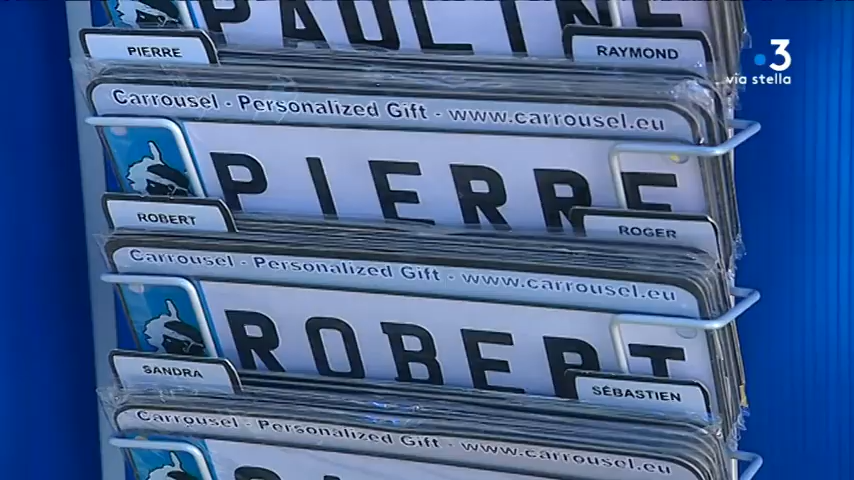 PAULINE
PIERRE
RAYMOND
3
via stella
Carrousel - Personalized Gift - www.carrousel.eu
PIERRE
ROBERT
ROGER
Carrousel - Personalized Gift - www.carrousel.eu
ROBERT
SANDRA
SÉBASTIEN
Carrousel - Personalized Gift - www.carrousel.eu